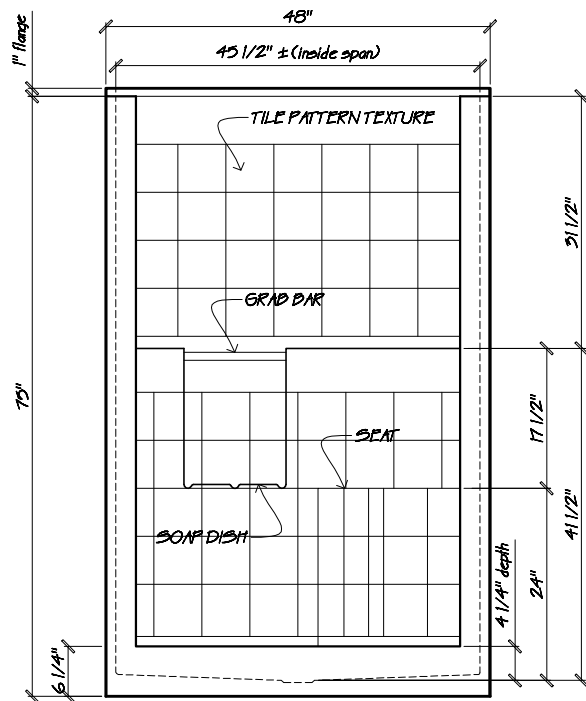 48"
45 1/2" ± (inside span)
1" flange
TILE PATTERN TEXTURE
31 1/2"
GRAB BAR
75"
17 1/2"
SEAT
41 1/2"
SOAP DISH
4 1/4" depth
24"
6 1/4"